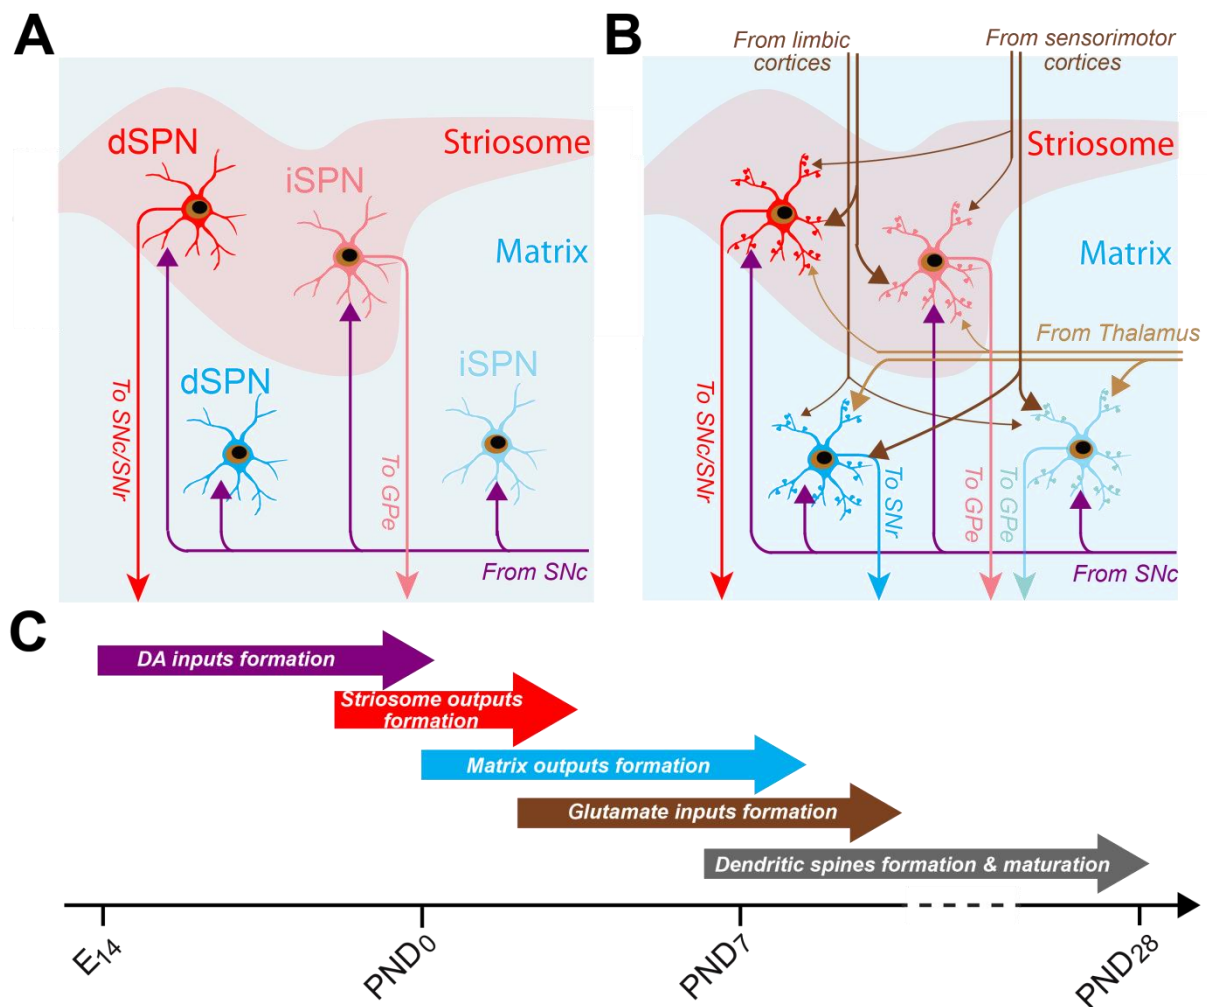 A
dSPN
Striosome
iSPN
Matrix
dSPN
iSPN
To SNc/SNr
To GPe
From SNc
B
From limbic
cortices
From sensorimotor
cortices
Striosome
Matrix
From Thalamus
To SNc/SNr
To SNr
To GPe
To GPe
From SNc
C
DA inputs formation
Striosome outputs
formation
Matrix outputs formation
Glutamate inputs formation
Dendritic spines formation & maturation
E14
PND0
PND7
PND28